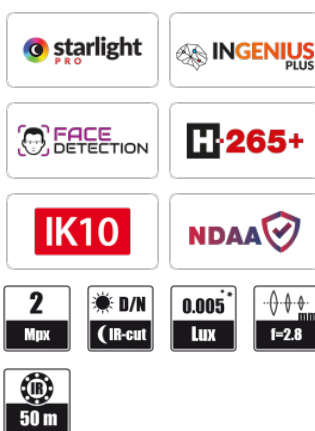 starlight
PRO
INGENIUS
PLUS
FACE
DETECTION
H·265+
IK10
NDAA
2
Mpx
D/N
IR-cut
0.005**
Lux
mm
f=2.8
IR
50 m